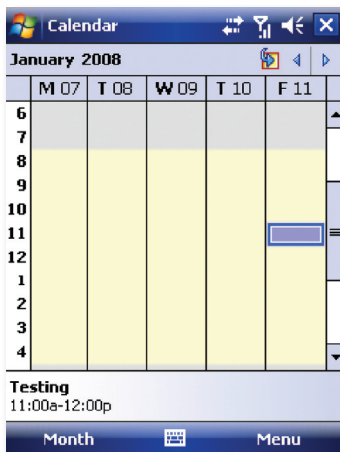 Calendar
January 2008
M 07 T 08 W 09 T 10 F 11
6
7
8
9
10
11
12
1
2
3
4
Testing
11:00a-12:00p
Month Menu